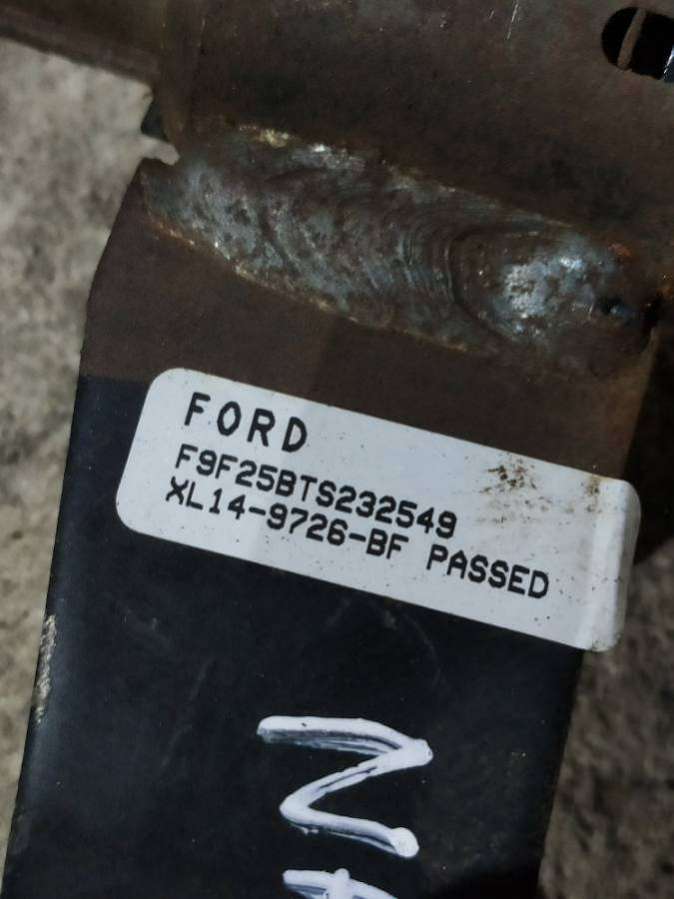 FORD
F9F25BTS232549
XL14-9726-BF PASSED
N